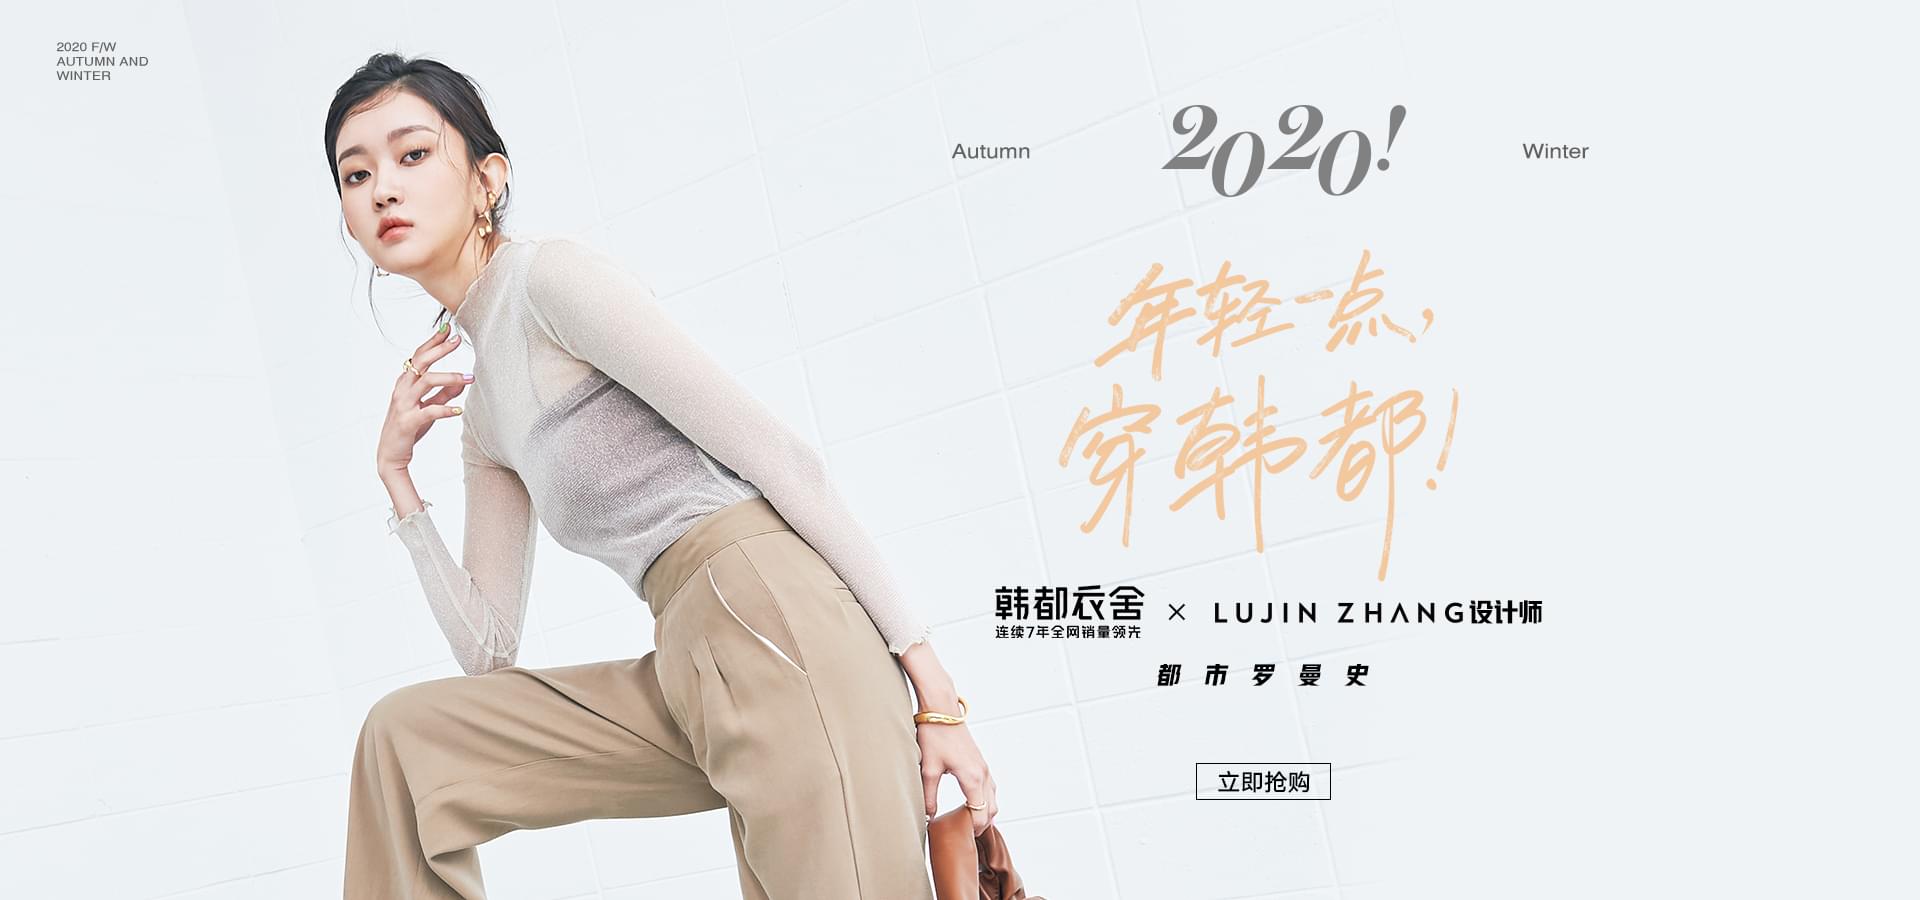 2020 F/W
AUTUMN AND
WINTER
Autumn
2020!
Winter
年轻一点,
穿韩都!
韩都衣舍
连续7年全网销量领先
×
LUJIN ZHANG设计师
都市罗曼史
立即抢购